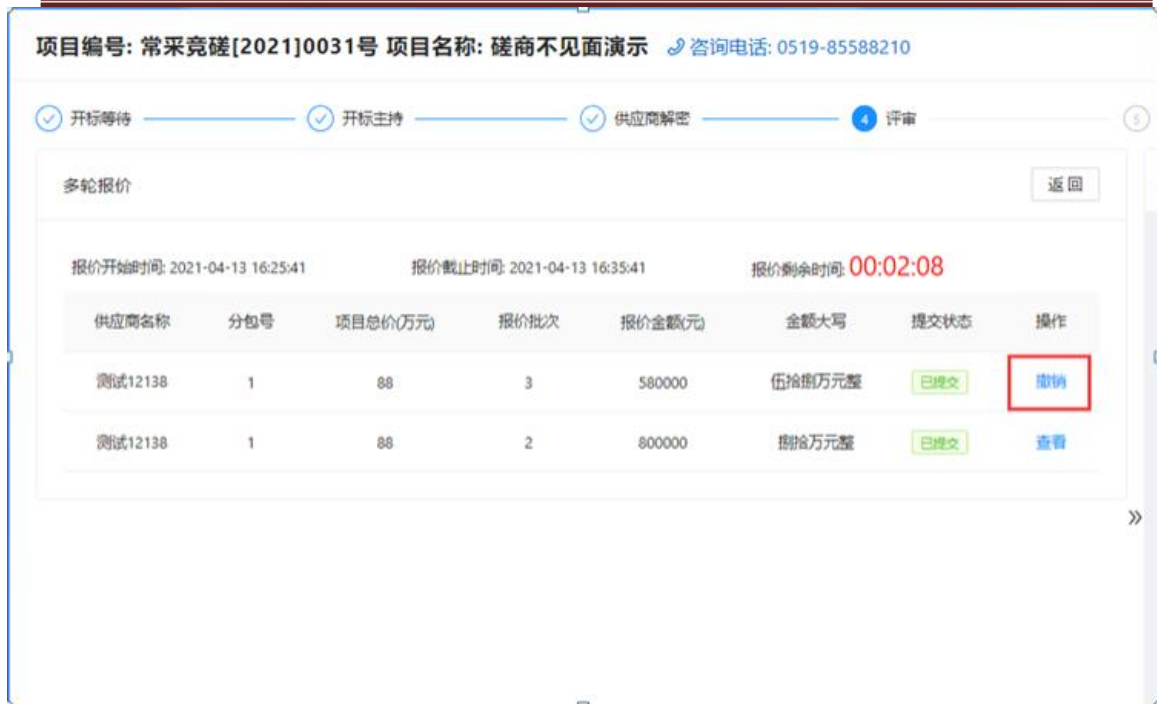 项目编号: 常采竞磋[2021]0031号 项目名称: 磋商不见面演示 咨询电话: 0519-85588210
开标等待 开标主持 供应商解密 4 评审 5
多轮报价 返回
报价开始时间: 2021-04-13 16:25:41 报价截止时间: 2021-04-13 16:35:41 报价剩余时间: 00:02:08
供应商名称 分包号 项目总价(万元) 报价批次 报价金额(元) 金额大写 提交状态 操作
测试12138 1 88 3 580000 伍拾捌万元整 已提交 撤销
测试12138 1 88 2 800000 捌拾万元整 已提交 查看